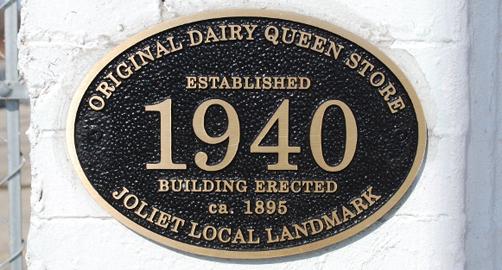 ORIGINAL DAIRY QUEEN STORE
ESTABLISHED
1940
BUILDING ERECTED
ca. 1895
JOLIET LOCAL LANDMARK